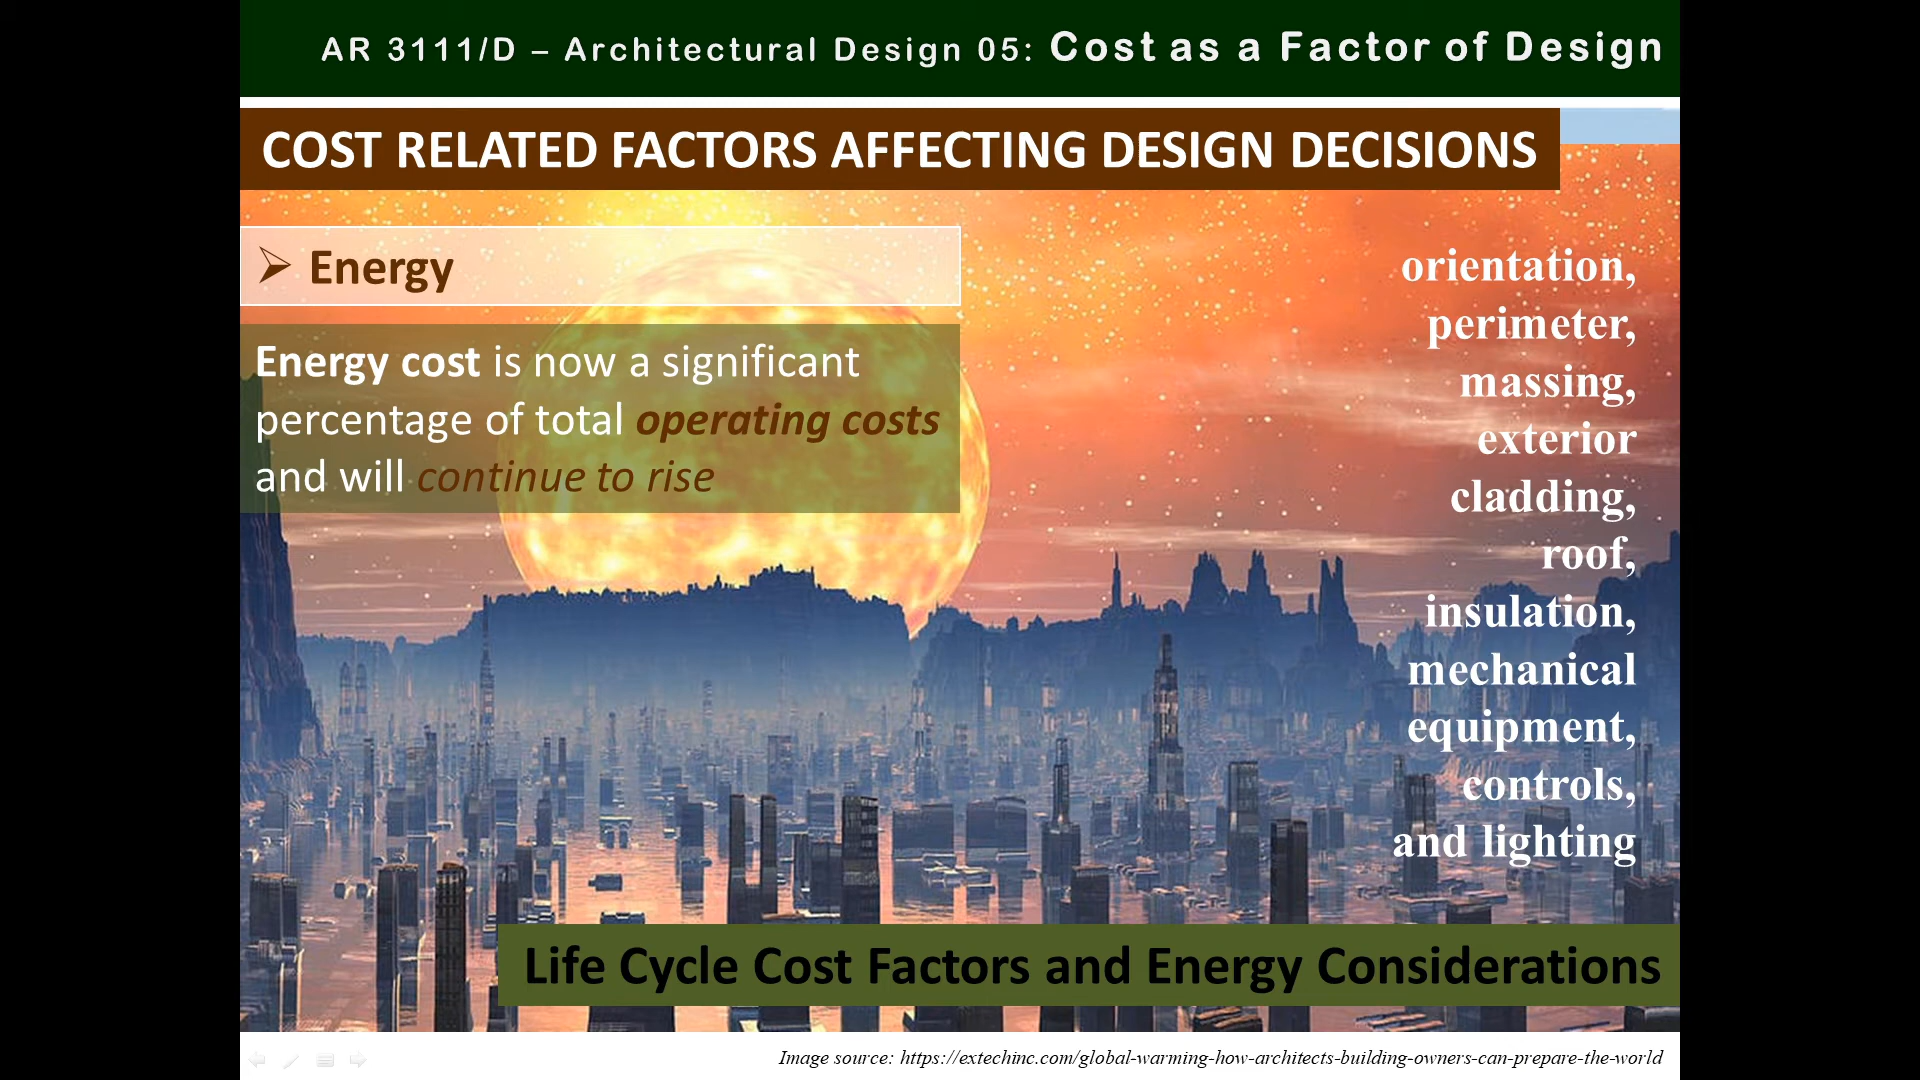 AR 3111/D – Architectural Design 05: Cost as a Factor of Design
COST RELATED FACTORS AFFECTING DESIGN DECISIONS
➢ Energy
Energy cost is now a significant
percentage of total operating costs
and will continue to rise
orientation,
perimeter,
massing,
exterior
cladding,
roof,
insulation,
mechanical
equipment,
controls,
and lighting
Life Cycle Cost Factors and Energy Considerations
Image source: https://extechinc.com/global-warming-how-architects-building-owners-can-prepare-the-world